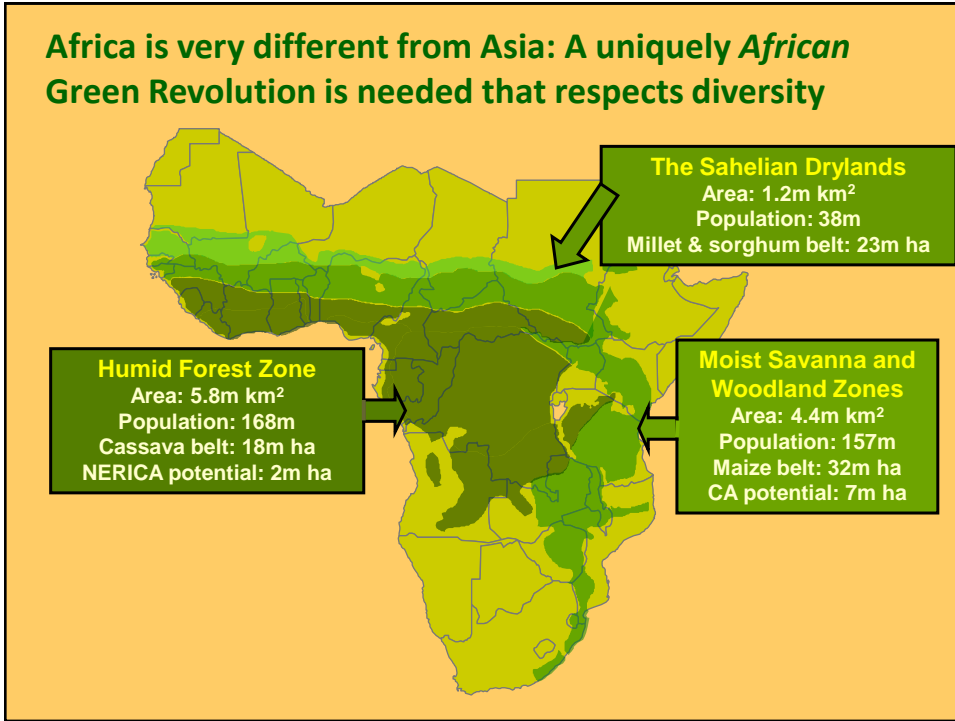 Africa is very different from Asia: A uniquely African
Green Revolution is needed that respects diversity
The Sahelian Drylands
Area: 1.2m km²
Population: 38m
Millet & sorghum belt: 23m ha
Humid Forest Zone
Area: 5.8m km²
Population: 168m
Cassava belt: 18m ha
NERICA potential: 2m ha
Moist Savanna and
Woodland Zones
Area: 4.4m km²
Population: 157m
Maize belt: 32m ha
CA potential: 7m ha